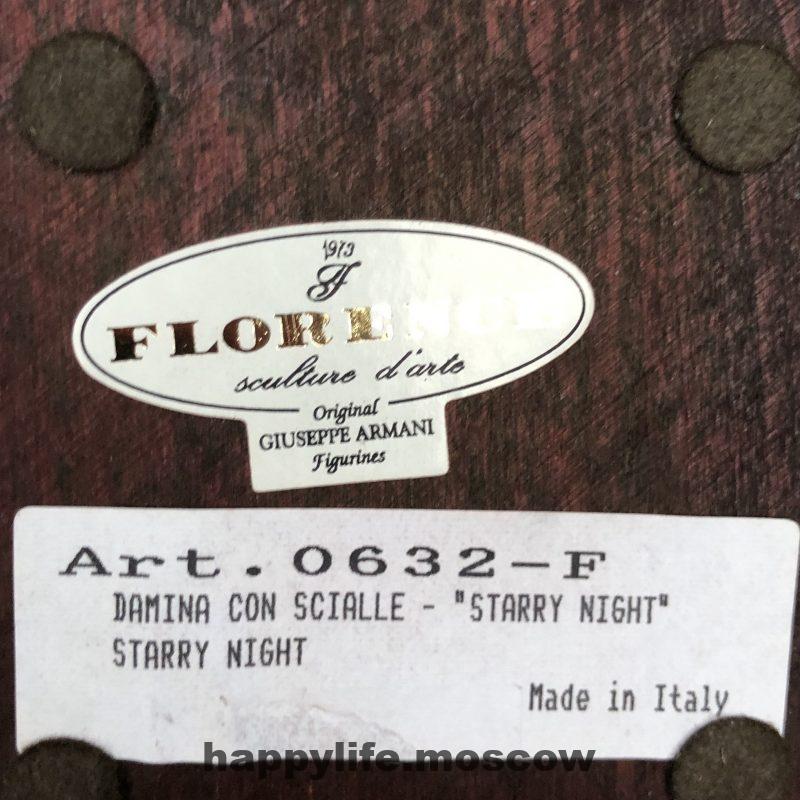 1973
F
FLORENCE
sculture d'arte
Original
GIUSEPPE ARMANI
Figurines
Art.0632-F
DAMINA CON SCIALLE - "STARRY NIGHT"
STARRY NIGHT
Made in Italy
happylife.moscow